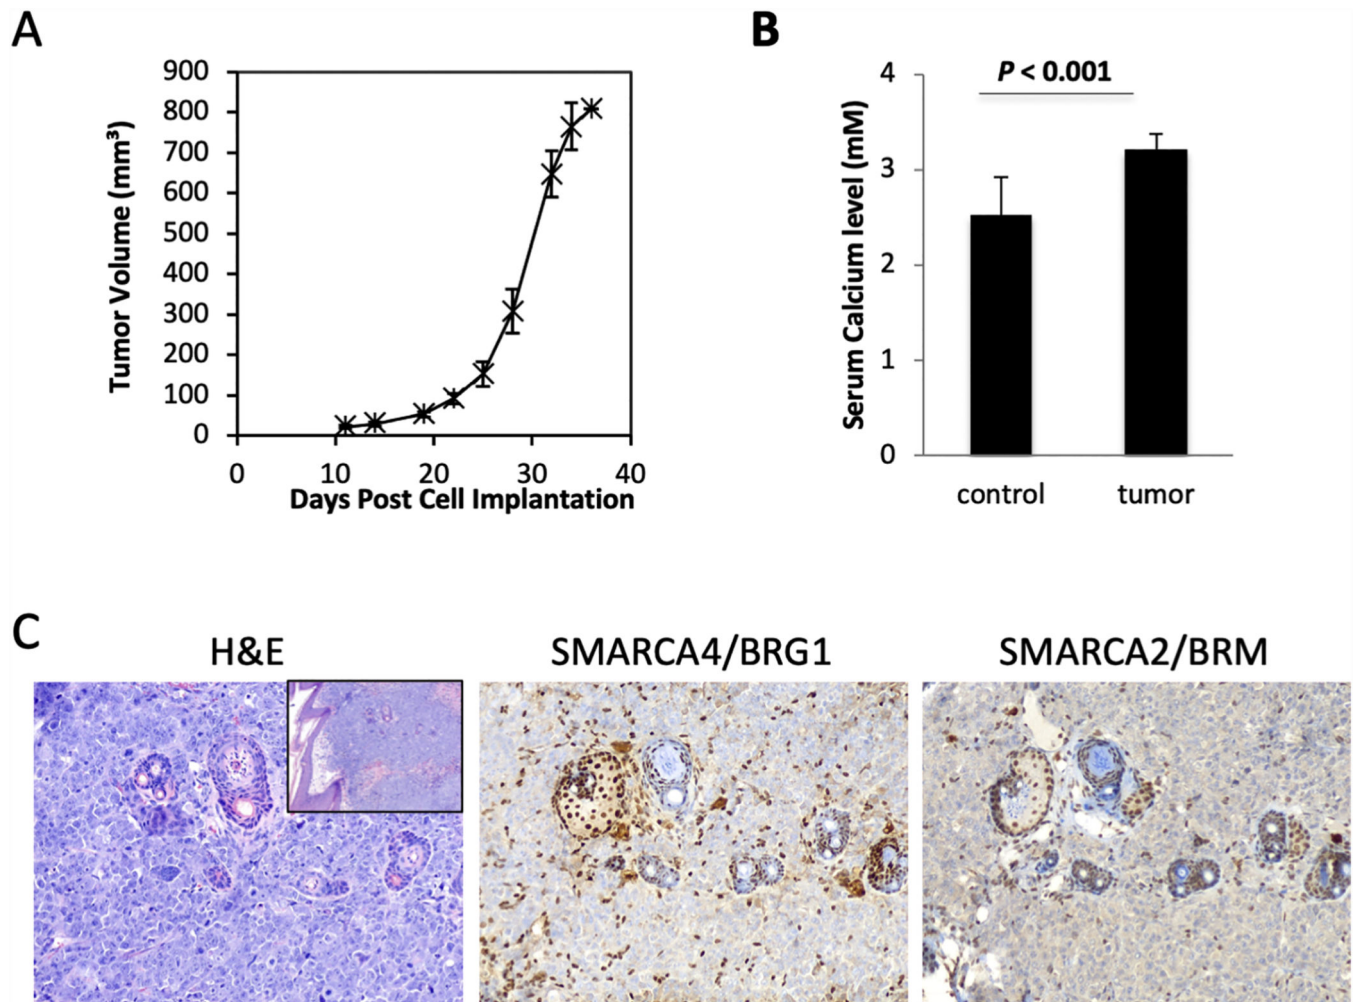 A
Tumor Volume (mm³)
900
800
700
600
500
400
300
200
100
0
0 10 20 30 40
Days Post Cell Implantation
B
Serum Calcium level (mM)
P < 0.001
4
3
2
1
0
control tumor
C
H&E
SMARCA4/BRG1
SMARCA2/BRM